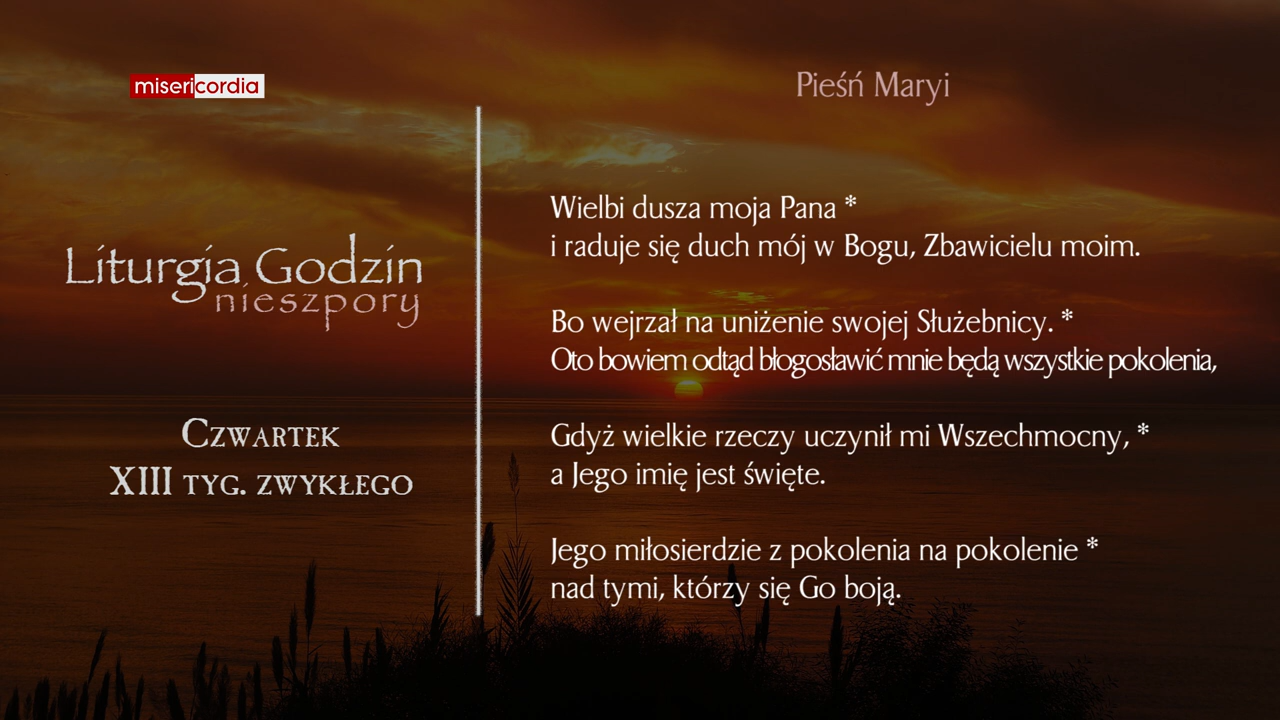 misericordia
Liturgia Godzin
nieszpory
Czwartek
XIII tyg. zwykłego
Pieśń Maryi
Wielbi dusza moja Pana *
i raduje się duch mój w Bogu, Zbawicielu moim.
Bo wejrzał na uniżenie swojej Służebnicy. *
Oto bowiem odtąd błogosławić mnie będą wszystkie pokolenia,
Gdyż wielkie rzeczy uczynił mi Wszechmocny, *
a Jego imię jest święte.
Jego miłosierdzie z pokolenia na pokolenie *
nad tymi, którzy się Go boją.